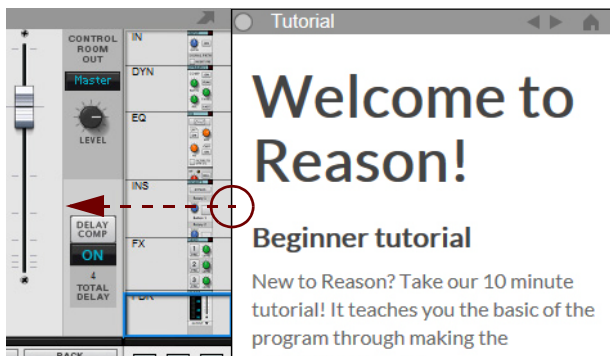 CONTROL
ROOM
OUT
Master
LEVEL
DELAY
COMP
ON
4
TOTAL
DELAY
IN
DYN
EQ
INS
FX
Tutorial
Welcome to
Reason!
Beginner tutorial
New to Reason? Take our 10 minute
tutorial! It teaches you the basic of the
program through making the